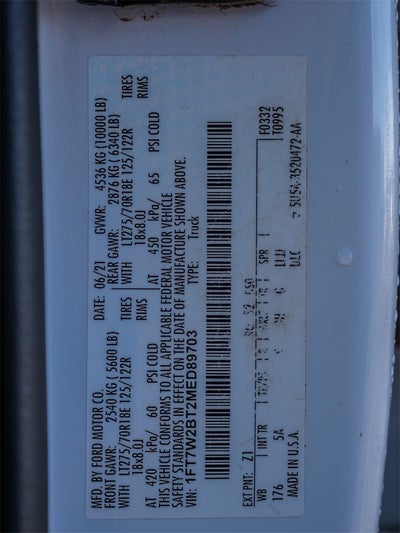 MFD. BY FORD MOTOR CO.
DATE: 06/21 GVWR: 4536 KG (10000 LB)
FRONT GAWR: 2540 KG ( 5600 LB) REAR GAWR: 2876 KG ( 6340 LB)
WITH TIRES WITH TIRES
LT275/70R18E 125/122R RIMS LT275/70R18E 125/122R RIMS
18x8.0J 18x8.0J
AT 420 kPa/ 60 PSI COLD AT 450 kPa/ 65 PSI COLD
THIS VEHICLE CONFORMS TO ALL APPLICABLE FEDERAL MOTOR VEHICLE
SAFETY STANDARDS IN EFFECT ON THE DATE OF MANUFACTURE SHOWN ABOVE.
VIN: 1FT7W2BT2MED89703 TYPE: Truck
F0332
T0995
EXT PNT: Z1
WB INT TR SPR
176 5A
MADE IN U.S.A.